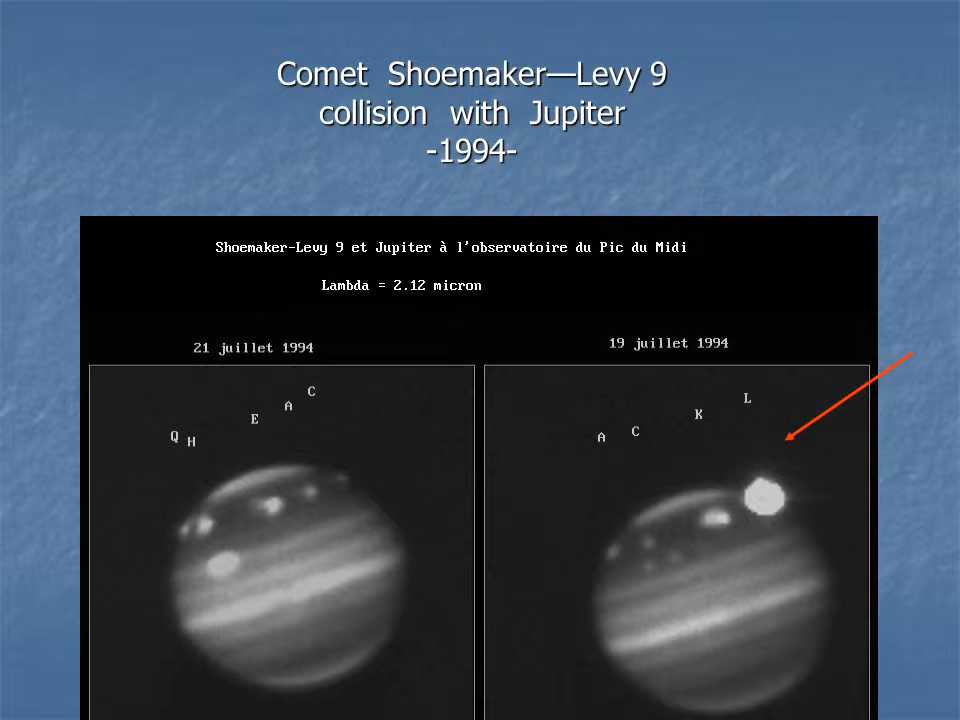 Comet Shoemaker—Levy 9
collision with Jupiter
-1994-
Shoemaker-Levy 9 et Jupiter à l'observatoire du Pic du Midi
Lambda = 2.12 micron
21 juillet 1994
19 juillet 1994
C
A
E
Q H
L
K
C
A